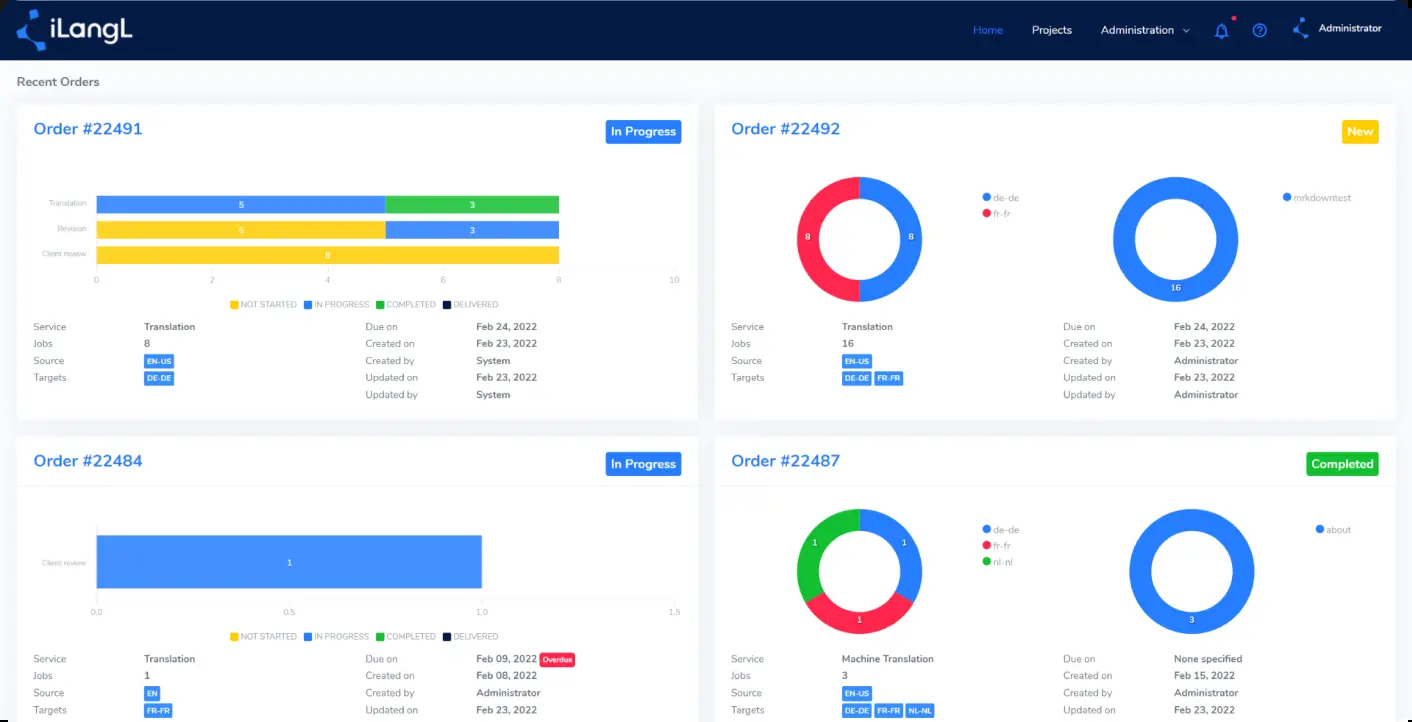 iLangL
Home Projects Administration Administrator
Recent Orders
Order #22491 In Progress
Translation 5 3
Revision 5 3
Client review 8
0 2 4 6 8 10
NOT STARTED IN PROGRESS COMPLETED DELIVERED
Service Translation Due on Feb 24, 2022
Jobs 8 Created on Feb 23, 2022
Source EN-US Created by System
Targets DE-DE Updated on Feb 23, 2022
Updated by System
Order #22492 New
de-de
fr-fr
8 8
mrkdowntest
16
Service Translation Due on Feb 24, 2022
Jobs 16 Created on Feb 23, 2022
Source EN-US Created by Administrator
Targets DE-DE FR-FR Updated on Feb 23, 2022
Updated by Administrator
Order #22484 In Progress
Client review 1
0.0 0.5 1.0 1.5
NOT STARTED IN PROGRESS COMPLETED DELIVERED
Service Translation Due on Feb 09, 2022 Overdue
Jobs 1 Created on Feb 08, 2022
Source EN Created by Administrator
Targets FR-FR Updated on Feb 23, 2022
Order #22487 Completed
de-de
fr-fr
nl-nl
1 1
1
about
3
Service Machine Translation Due on None specified
Jobs 3 Created on Feb 15, 2022
Source EN-US Created by Administrator
Targets DE-DE FR-FR NL-NL Updated on Feb 23, 2022